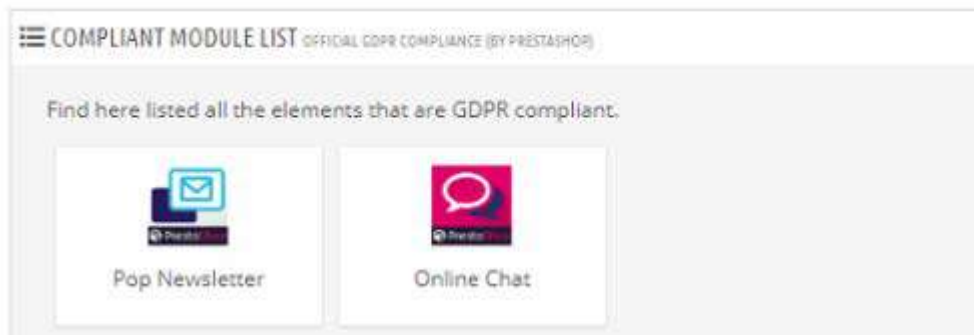 COMPLIANT MODULE LIST OFFICIAL GDPR COMPLIANCE (BY PRESTASHOP)
Find here listed all the elements that are GDPR compliant.
Pop Newsletter
Online Chat